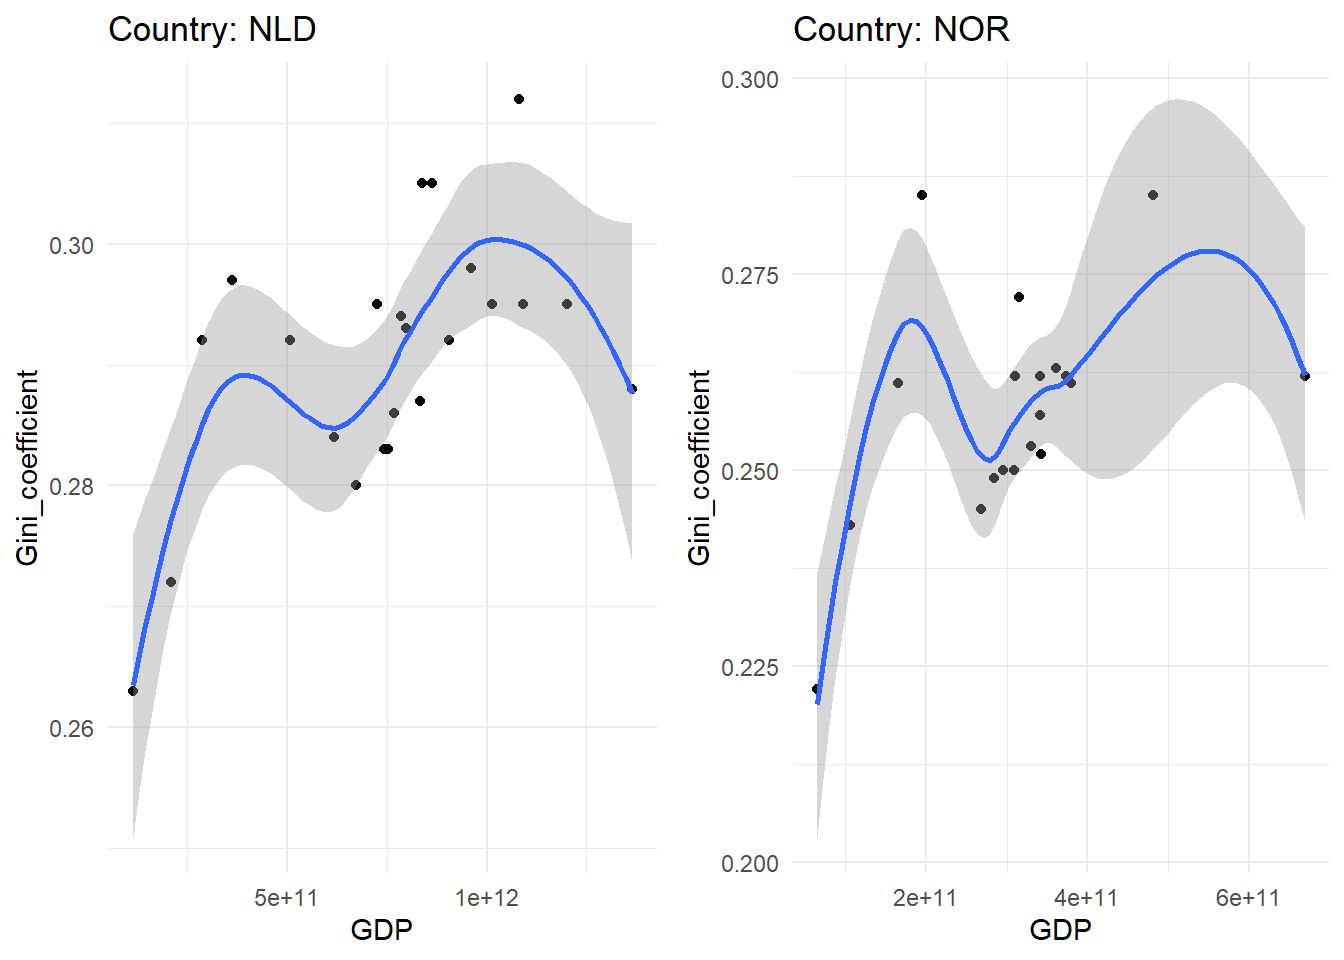 Country: NLD
Gini_coefficient
0.30
0.28
0.26
5e+11
1e+12
GDP
Country: NOR
Gini_coefficient
0.300
0.275
0.250
0.225
0.200
2e+11
4e+11
6e+11
GDP